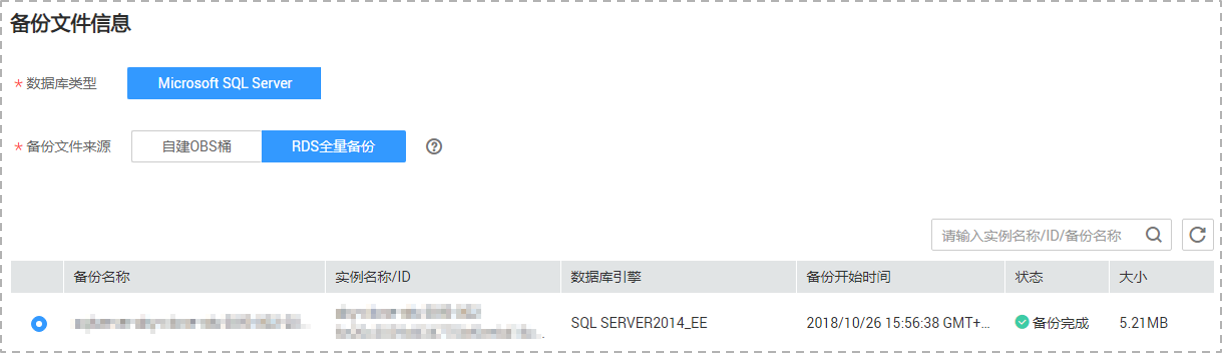 备份文件信息
* 数据库类型 Microsoft SQL Server
* 备份文件来源 自建OBS桶 RDS全量备份
请输入实例名称/ID/备份名称
备份名称 实例名称/ID 数据库引擎 备份开始时间 状态 大小
SQL SERVER2014_EE 2018/10/26 15:56:38 GMT+... 备份完成 5.21MB